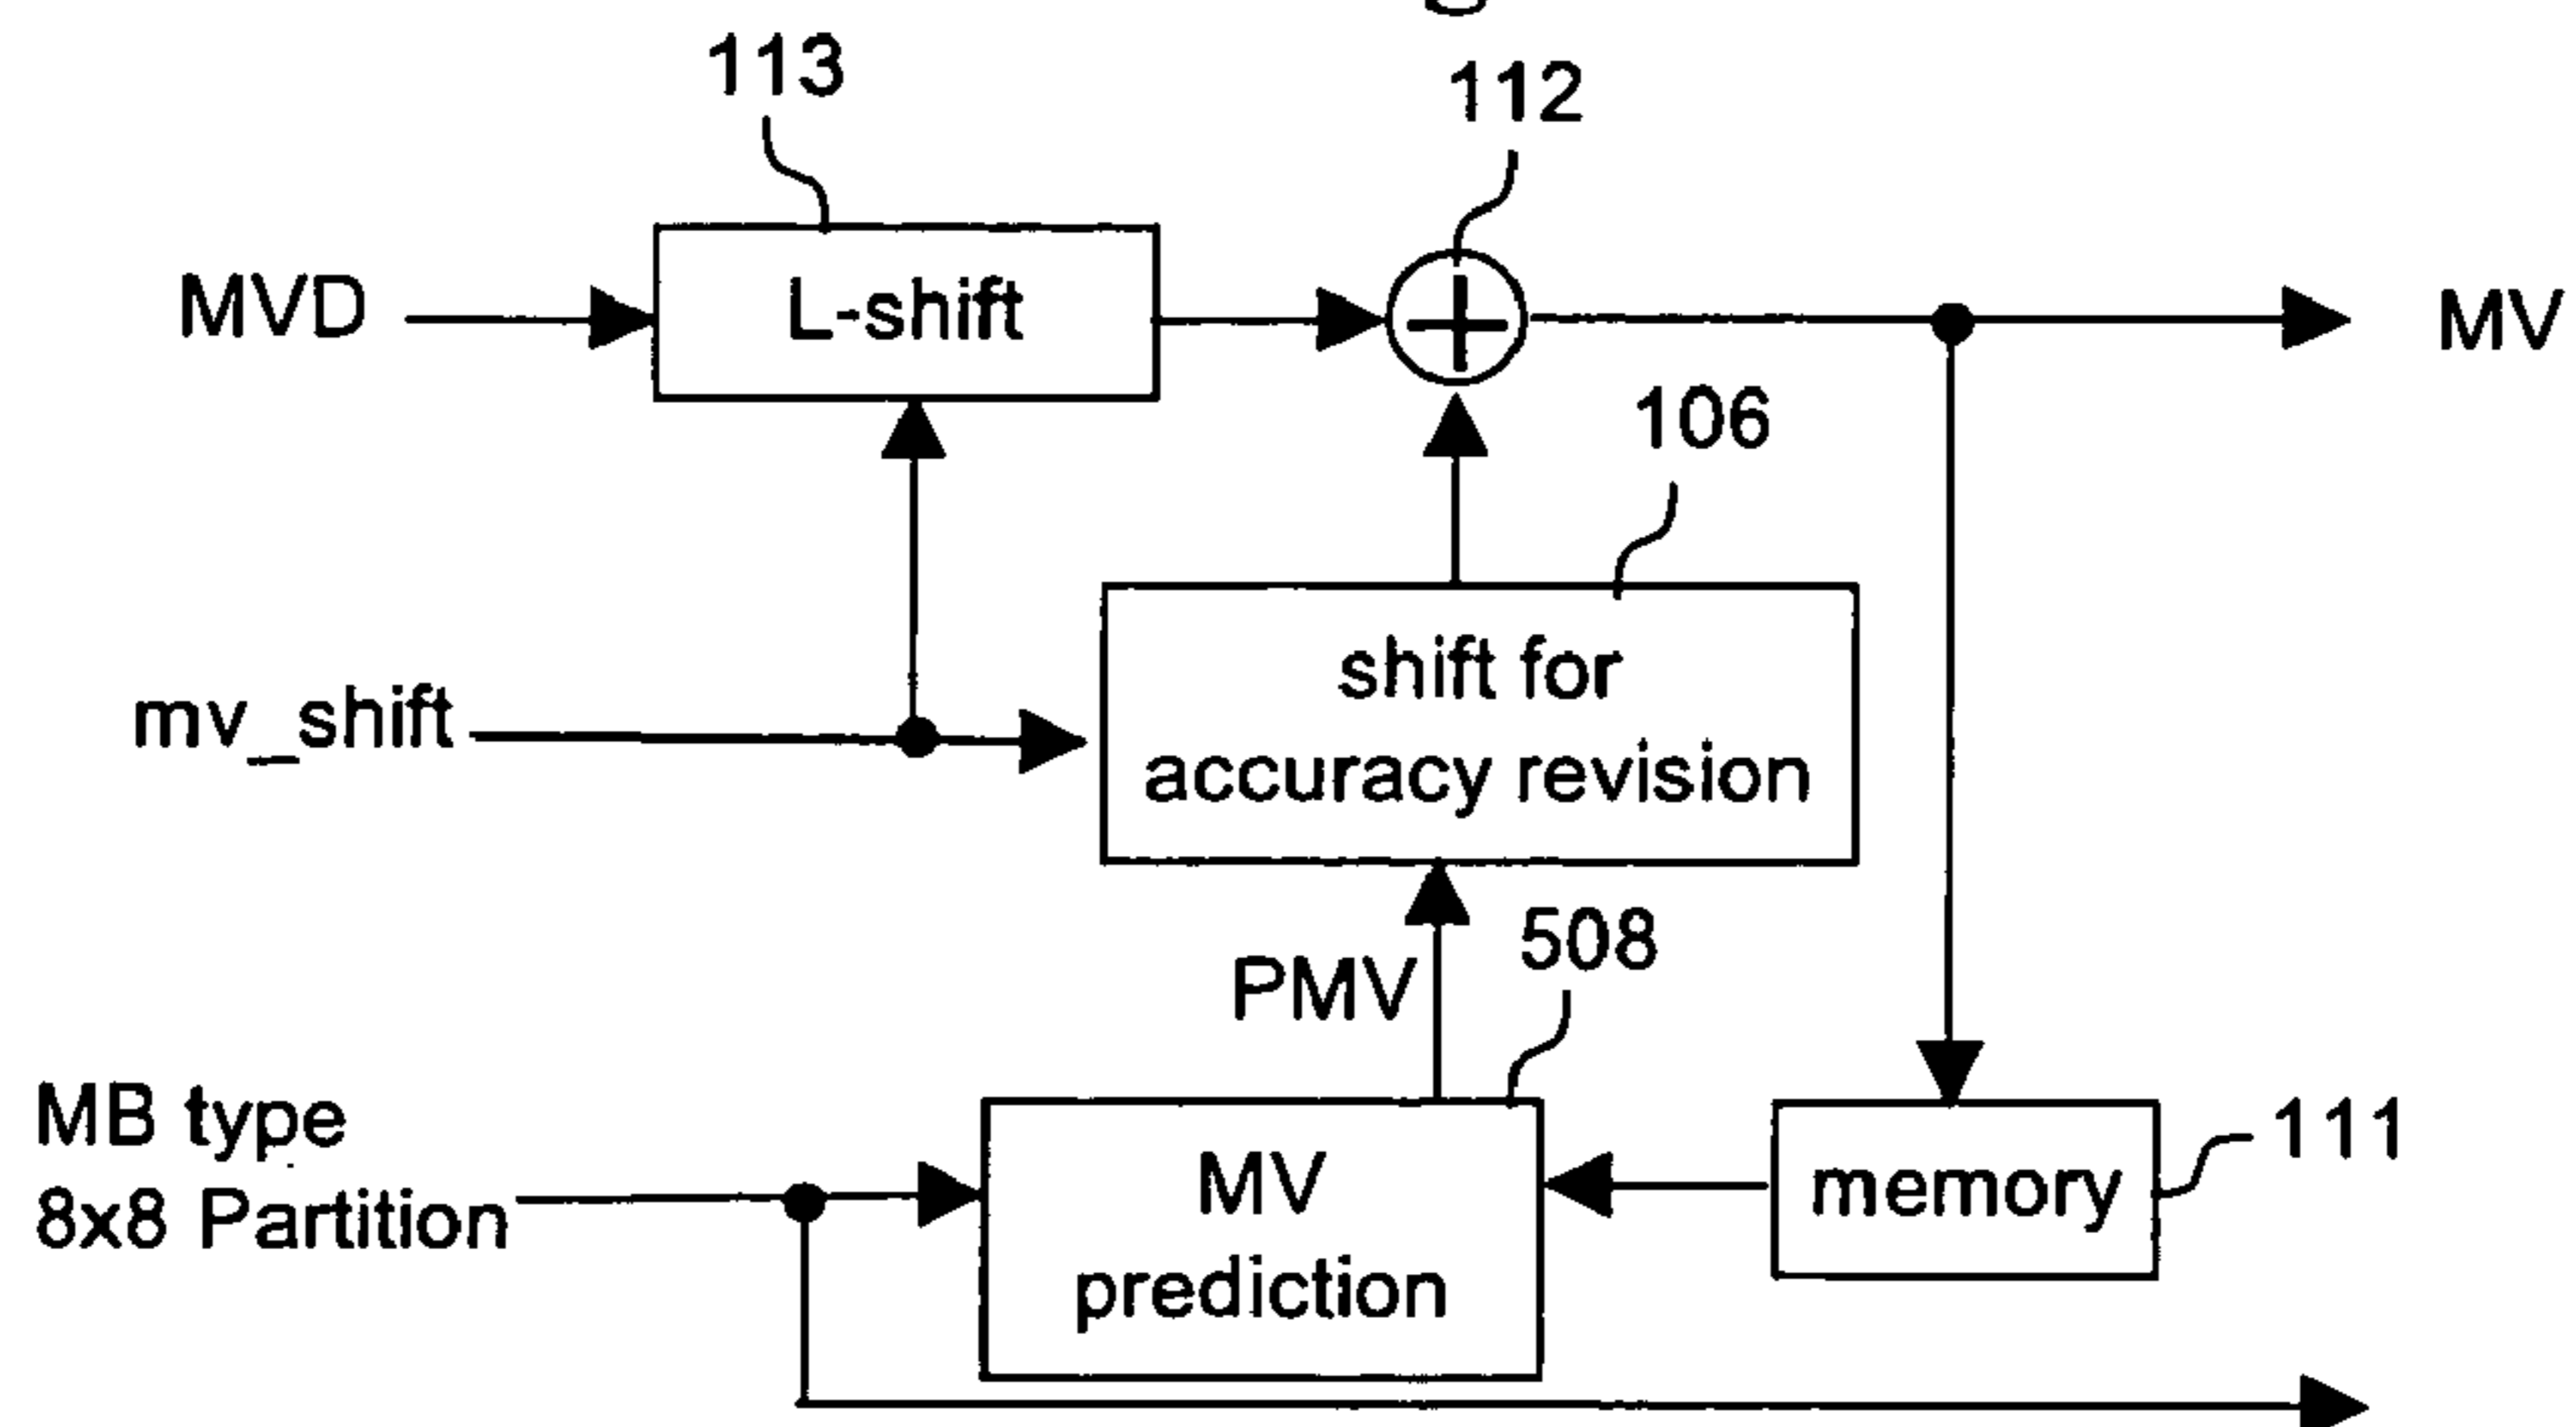 113
112
MVD
L-shift
MV
106
shift for
accuracy revision
mv_shift
508
PMV
MB type
8x8 Partition
MV
prediction
memory
111